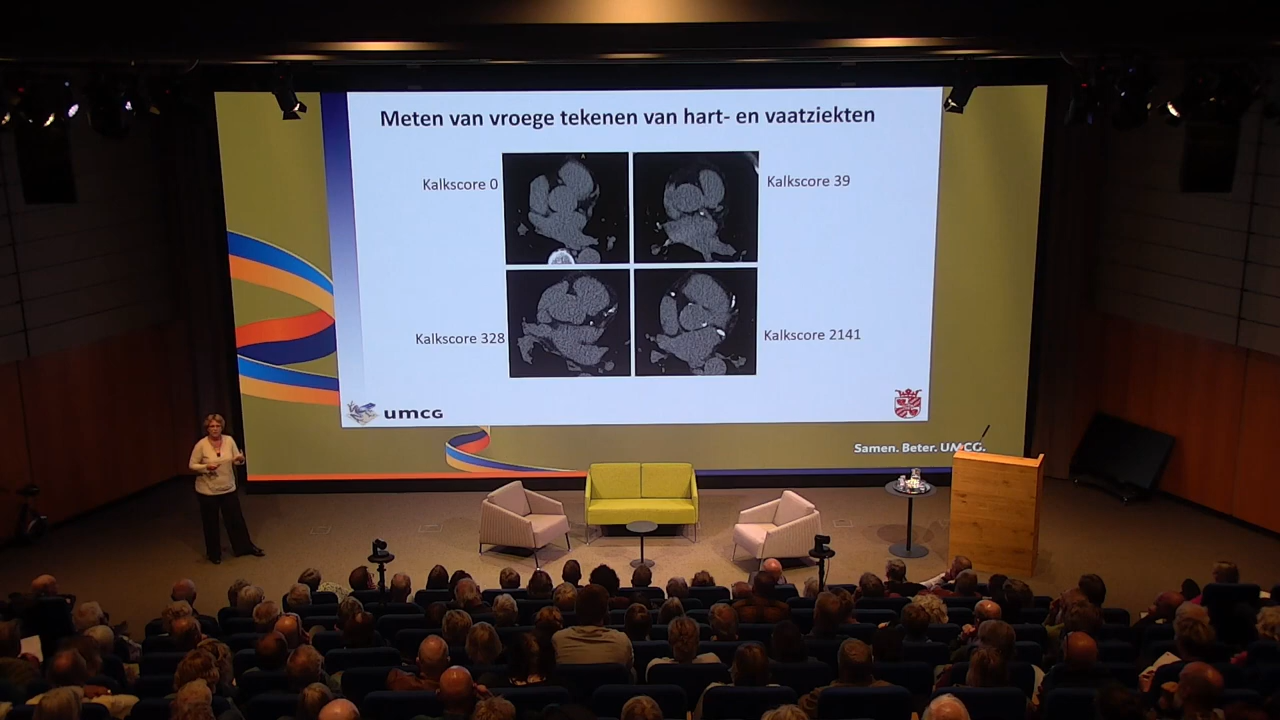 Meten van vroege tekenen van hart- en vaatziekten
Kalkscore 0
Kalkscore 39
Kalkscore 328
Kalkscore 2141
umcg
Samen. Beter. UMCG.